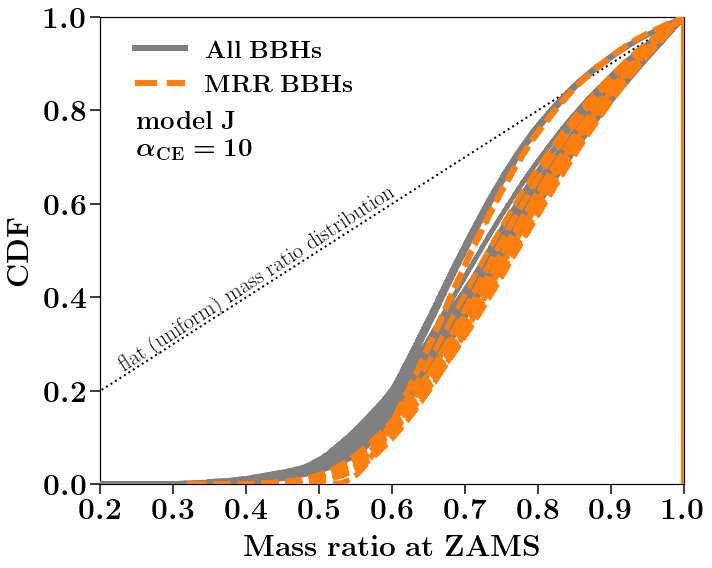 1.0
All BBHs
MRR BBHs
model J
α_CE = 10
0.8
0.6
flat (uniform) mass ratio distribution
CDF
0.4
0.2
0.0
0.2 0.3 0.4 0.5 0.6 0.7 0.8 0.9 1.0
Mass ratio at ZAMS